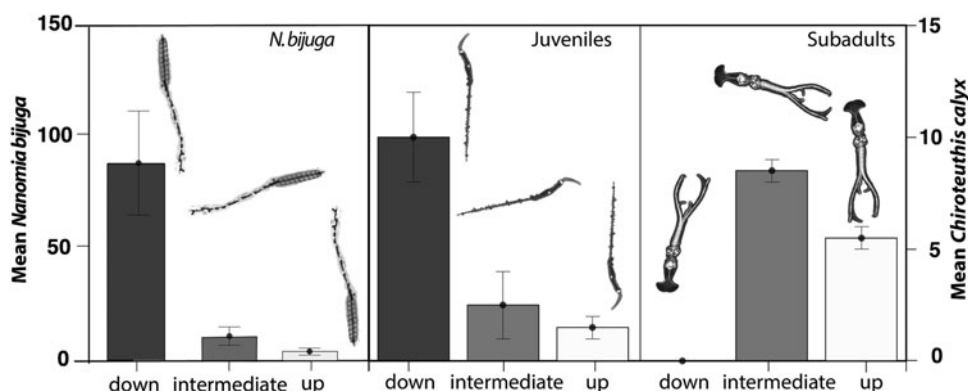 Mean Nanomia bijuga
150
100
50
0
N. bijuga
Juveniles
Subadults
15
10
5
0
Mean Chiroteuthis calyx
down intermediate up
down intermediate up
down intermediate up